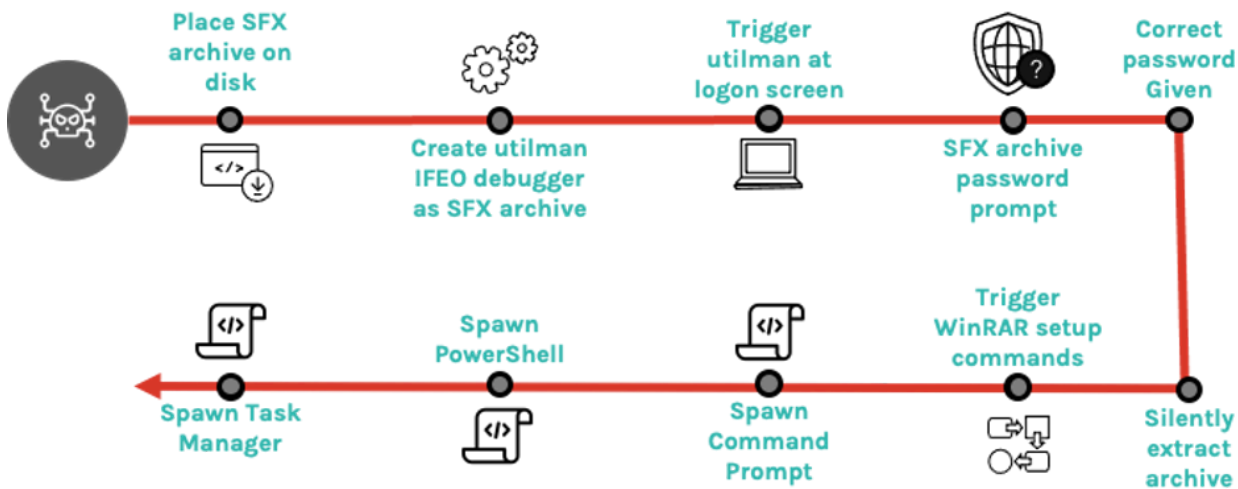 Place SFX
archive on
disk
</>
Create utilman
IFEO debugger
as SFX archive
Trigger
utilman at
logon screen
?
SFX archive
password
prompt
Correct
password
Given
Silently
extract
archive
Trigger
WinRAR setup
commands
</>
Spawn
Command
Prompt
Spawn
PowerShell
</>
</>
Spawn Task
Manager